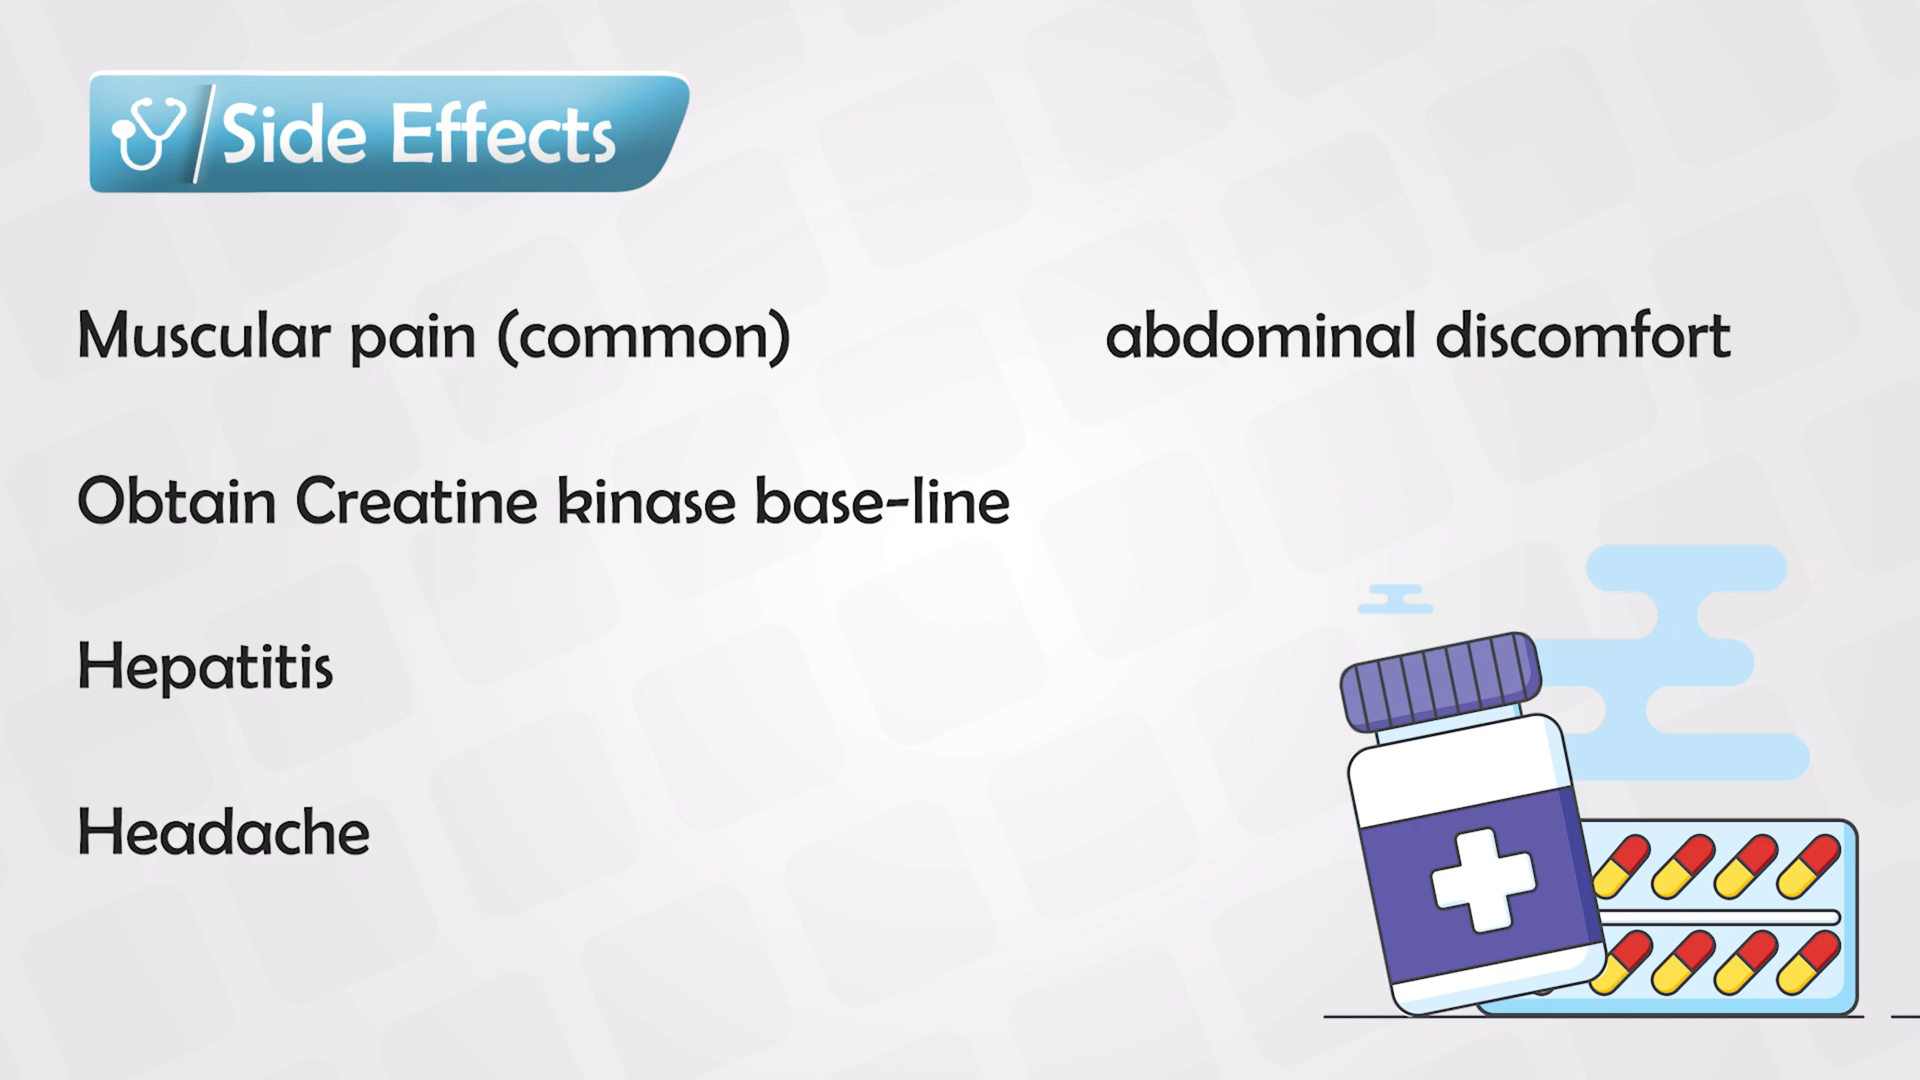 Side Effects
Muscular pain (common)
abdominal discomfort
Obtain Creatine kinase base-line
Hepatitis
Headache